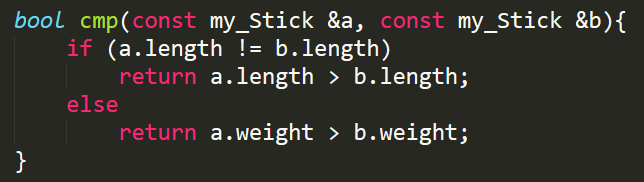 bool cmp(const my_Stick &a, const my_Stick &b){
    if (a.length != b.length)
        return a.length > b.length;
    else
        return a.weight > b.weight;
}